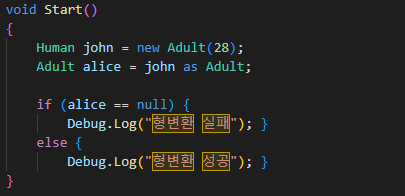 void Start()
{
    Human john = new Adult(28);
    Adult alice = john as Adult;
    if (alice == null) {
        Debug.Log("형변환 실패"); }
    else {
        Debug.Log("형변환 성공"); }
}